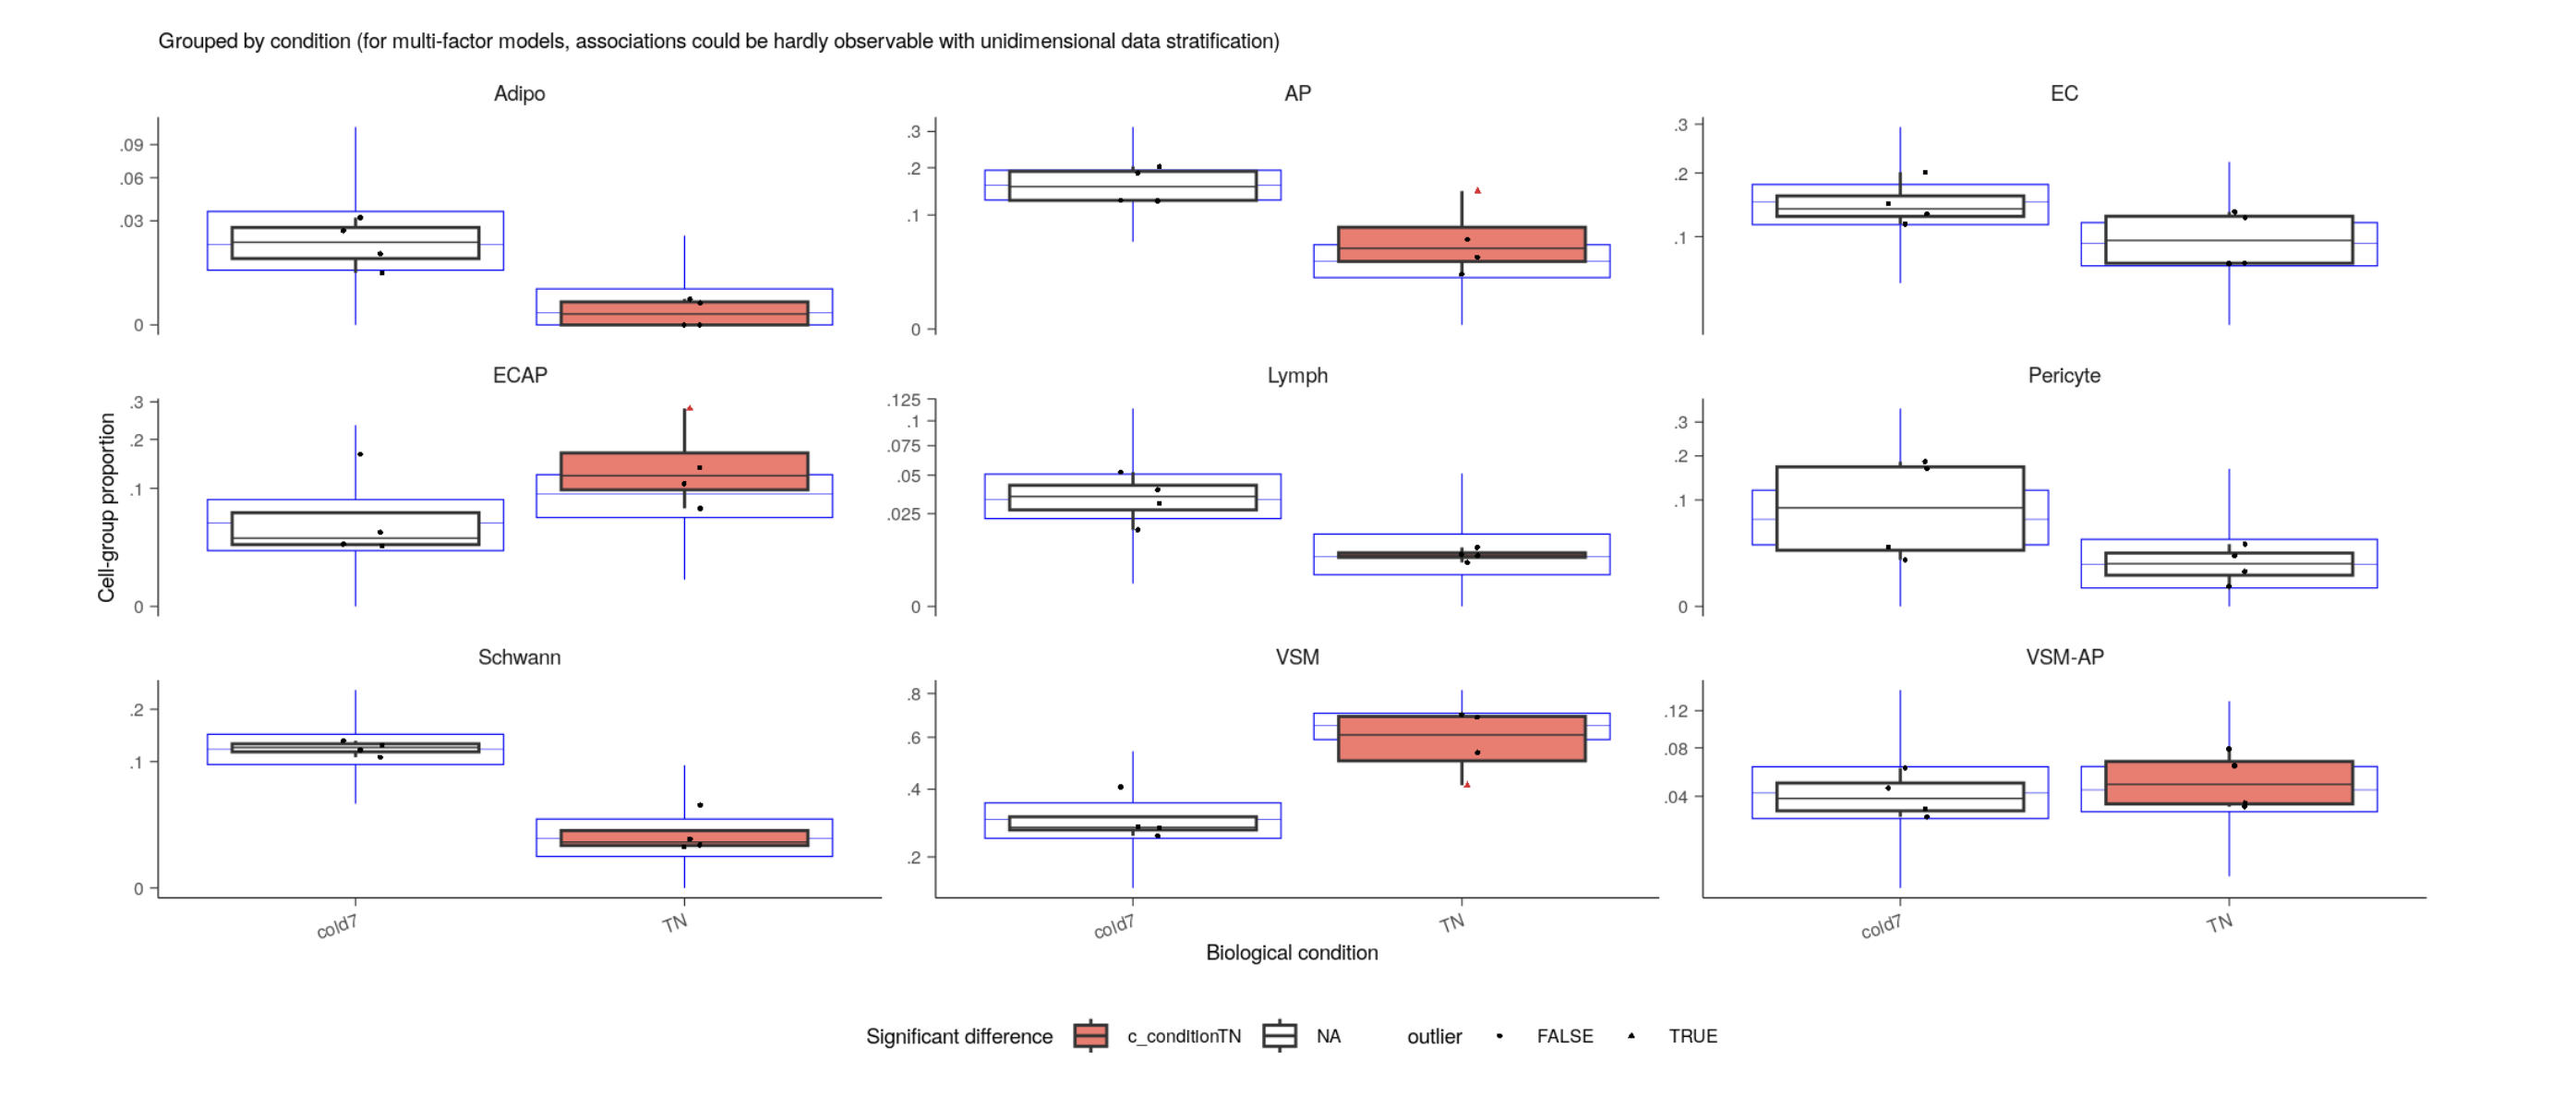 Grouped by condition (for multi-factor models, associations could be hardly observable with unidimensional data stratification)
Adipo
AP
EC
.09
.06
.03
0
.3
.2
.1
0
.3
.2
.1
ECAP
Lymph
Pericyte
Cell-group proportion
.3
.2
.1
0
.125
.1
.075
.05
.025
0
.3
.2
.1
0
Schwann
VSM
VSM-AP
.2
.1
0
.8
.6
.4
.2
.12
.08
.04
cold7
TN
cold7
TN
cold7
TN
Biological condition
Significant difference c_conditionTN NA outlier FALSE TRUE